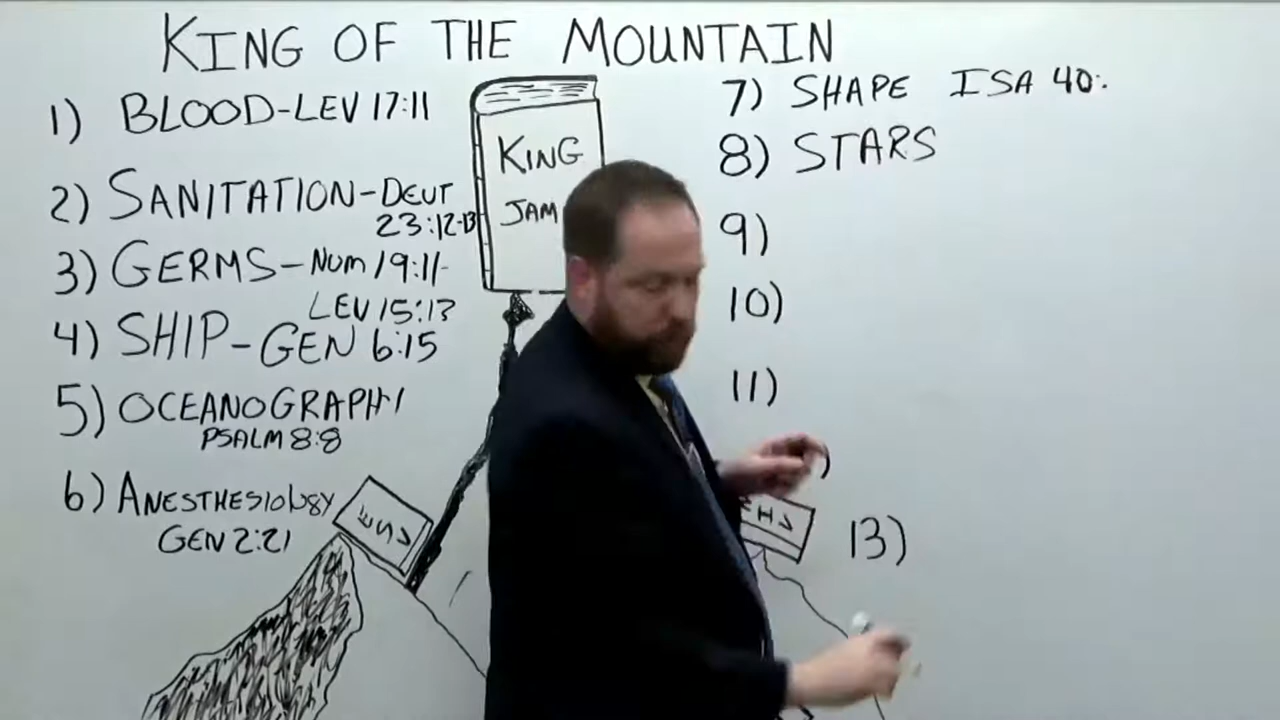 KING OF THE MOUNTAIN
1) BLOOD-LEV 17:11
2) SANITATION-DEUT
23:12-13
3) GERMS-NUM 19:11-
LEV 15:13
4) SHIP-GEN 6:15
5) OCEANOGRAPHY
PSALM 8:8
6) ANESTHESIOLOGY
GEN 2:21
KING
JAM
7) SHAPE ISA 40:
8) STARS
9)
10)
11)
)
13)